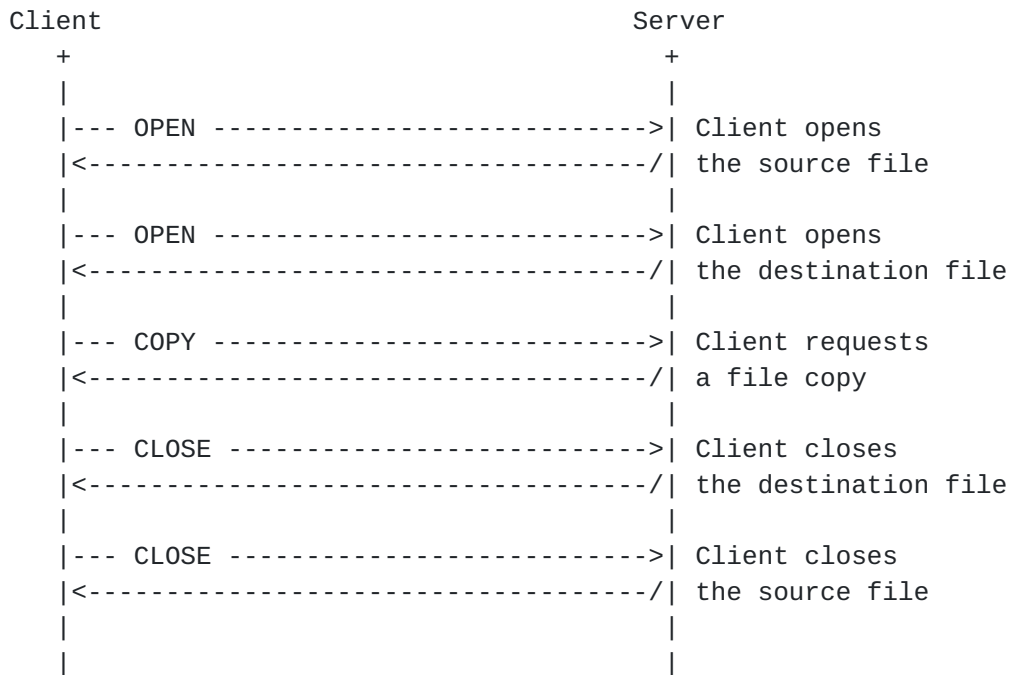 Client                                  Server
   +                                      +
   |                                      |
   |--- OPEN ---------------------------->| Client opens
   |<------------------------------------/| the source file
   |                                      |
   |--- OPEN ---------------------------->| Client opens
   |<------------------------------------/| the destination file
   |                                      |
   |--- COPY ---------------------------->| Client requests
   |<------------------------------------/| a file copy
   |                                      |
   |--- CLOSE --------------------------->| Client closes
   |<------------------------------------/| the destination file
   |                                      |
   |--- CLOSE --------------------------->| Client closes
   |<------------------------------------/| the source file
   |                                      |
   |                                      |